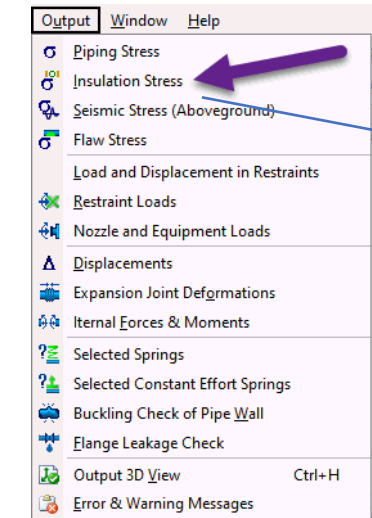 Output Window Help
Piping Stress
Insulation Stress
Seismic Stress (Aboveground)
Flaw Stress
Load and Displacement in Restraints
Restraint Loads
Nozzle and Equipment Loads
Displacements
Expansion Joint Deformations
Iternal Forces & Moments
Selected Springs
Selected Constant Effort Springs
Buckling Check of Pipe Wall
Flange Leakage Check
Output 3D View Ctrl+H
Error & Warning Messages